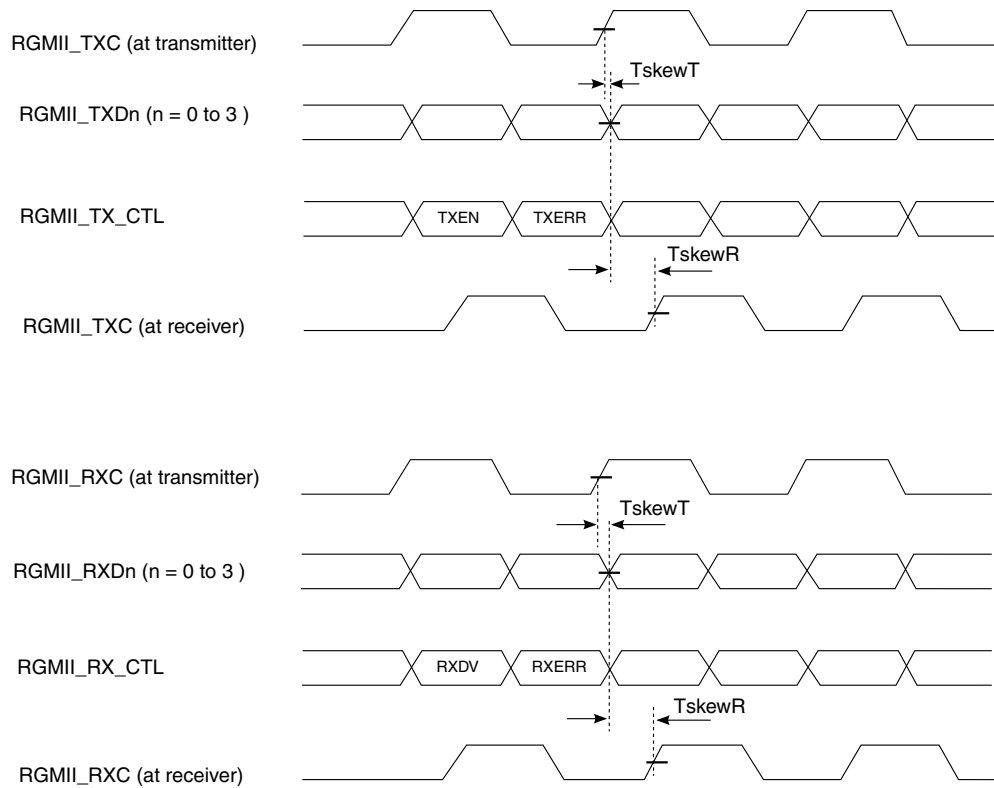 RGMII_TXC (at transmitter)
TskewT
RGMII_TXDn (n = 0 to 3 )
RGMII_TX_CTL
TXEN
TXERR
TskewR
RGMII_TXC (at receiver)
RGMII_RXC (at transmitter)
TskewT
RGMII_RXDn (n = 0 to 3 )
RGMII_RX_CTL
RXDV
RXERR
TskewR
RGMII_RXC (at receiver)